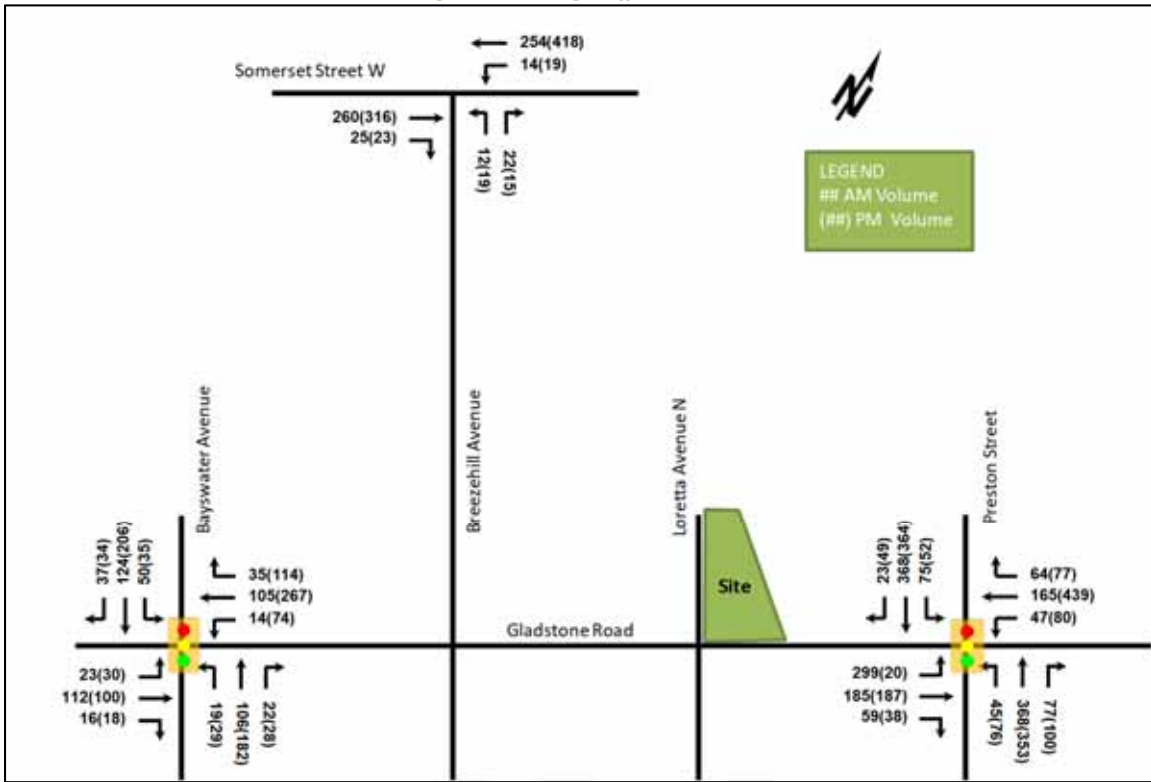 254(418)
14(19)
Somerset Street W
260(316)
25(23)
12(19)
22(15)
N
LEGEND
## AM Volume
(##) PM Volume
Bayswater Avenue
Breezehill Avenue
Loretta Avenue N
Preston Street
37(34)
124(206)
50(35)
35(114)
105(267)
14(74)
Site
23(49)
368(364)
75(52)
64(77)
165(439)
47(80)
Gladstone Road
23(30)
112(100)
16(18)
19(29)
106(182)
22(28)
299(20)
185(187)
59(38)
45(76)
368(353)
77(100)